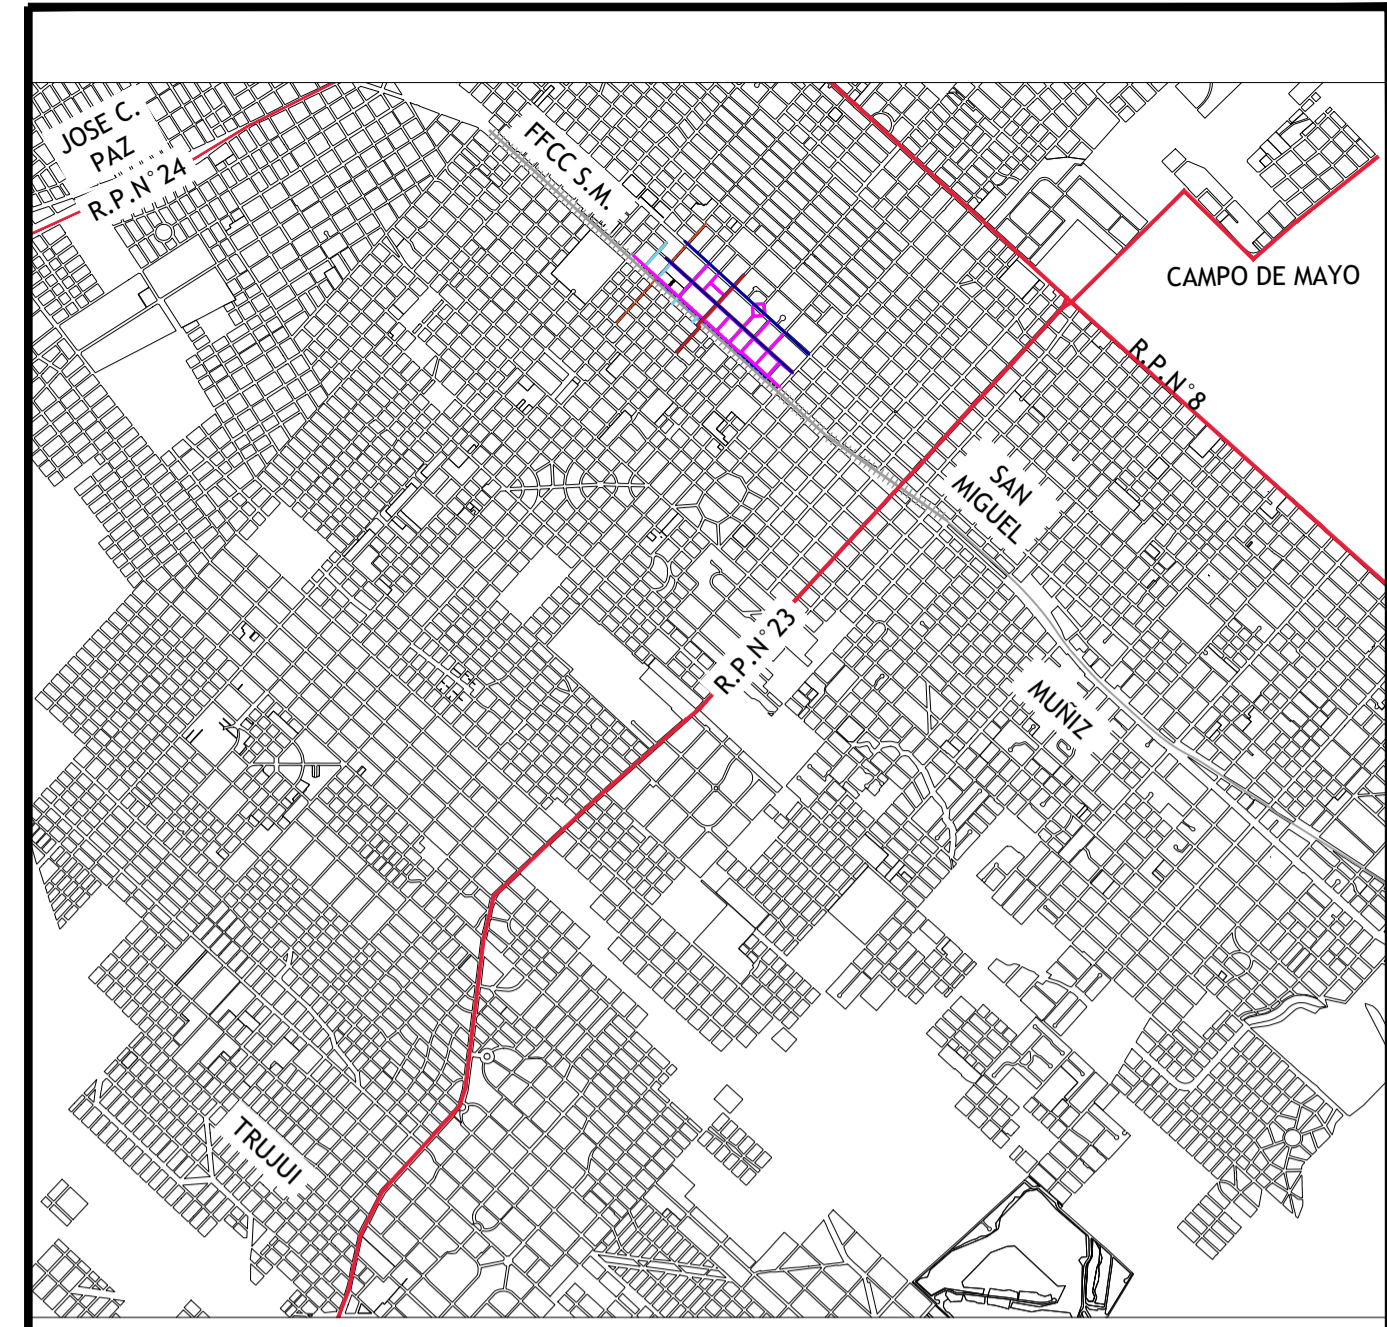 JOSE C.
PAZ
R.P.N°24
FFCC S.M.
CAMPO DE MAYO
R.P.N°8
SAN
MIGUEL
R.P.N°23
MUÑIZ
TRUJUI